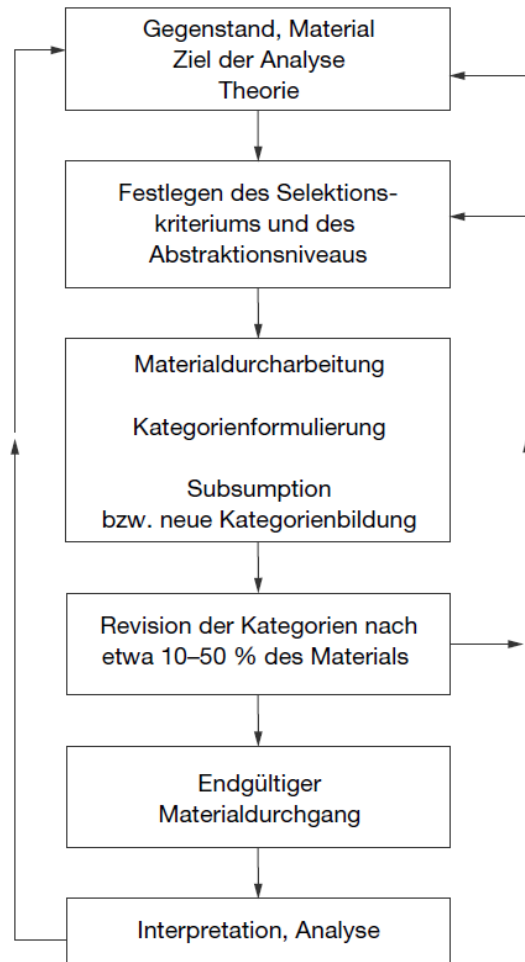 Gegenstand, Material
Ziel der Analyse
Theorie
Festlegen des Selektions-
kriteriums und des
Abstraktionsniveaus
Materialdurcharbeitung
Kategorienformulierung
Subsumption
bzw. neue Kategorienbildung
Revision der Kategorien nach
etwa 10–50 % des Materials
Endgültiger
Materialdurchgang
Interpretation, Analyse